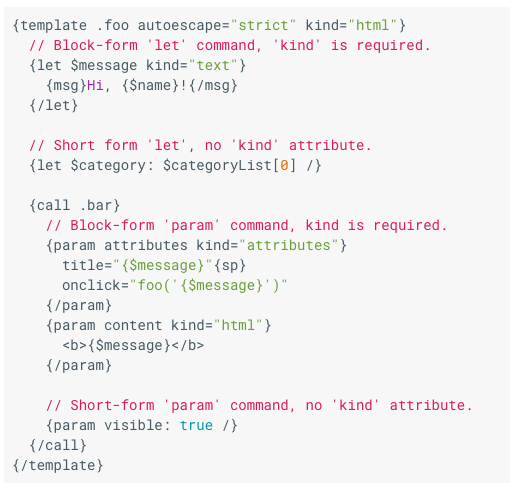 {template .foo autoescape="strict" kind="html"}
  // Block-form 'let' command, 'kind' is required.
  {let $message kind="text"}
    {msg}Hi, {$name}!{/msg}
  {/let}

  // Short form 'let', no 'kind' attribute.
  {let $category: $categoryList[0] /}

  {call .bar}
    // Block-form 'param' command, kind is required.
    {param attributes kind="attributes"}
      title="{$message}"{sp}
      onclick="foo('{$message}')"
    {/param}
    {param content kind="html"}
      <b>{$message}</b>
    {/param}

    // Short-form 'param' command, no 'kind' attribute.
    {param visible: true /}
  {/call}
{/template}